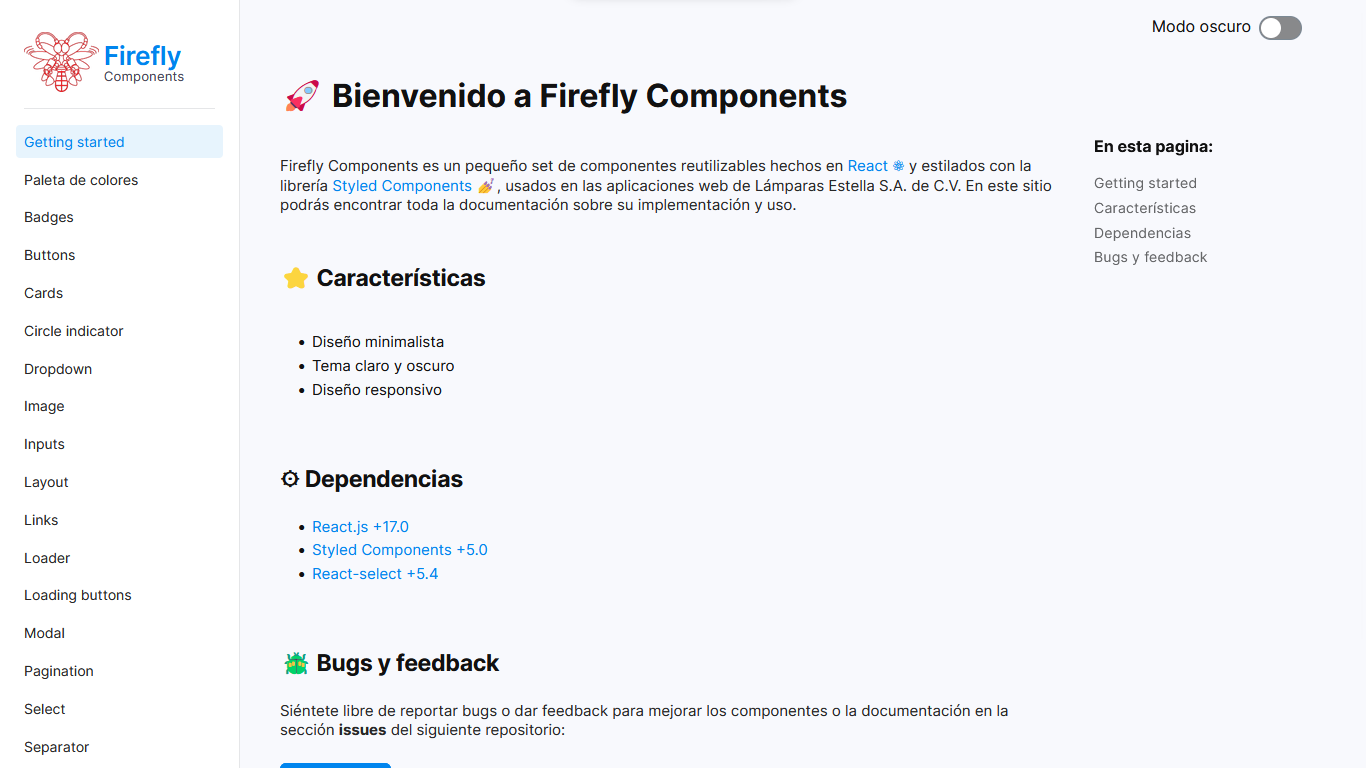 Firefly
Components
Getting started
Paleta de colores
Badges
Buttons
Cards
Circle indicator
Dropdown
Image
Inputs
Layout
Links
Loader
Loading buttons
Modal
Pagination
Select
Separator
Modo oscuro
🚀 Bienvenido a Firefly Components
Firefly Components es un pequeño set de componentes reutilizables hechos en React ⚛ y estilados con la
librería Styled Components 💅, usados en las aplicaciones web de Lámparas Estella S.A. de C.V. En este sitio
podrás encontrar toda la documentación sobre su implementación y uso.
⭐ Características
• Diseño minimalista
• Tema claro y oscuro
• Diseño responsivo
⚙ Dependencias
• React.js +17.0
• Styled Components +5.0
• React-select +5.4
🪲 Bugs y feedback
Siéntete libre de reportar bugs o dar feedback para mejorar los componentes o la documentación en la
sección issues del siguiente repositorio:
En esta pagina:
Getting started
Características
Dependencias
Bugs y feedback